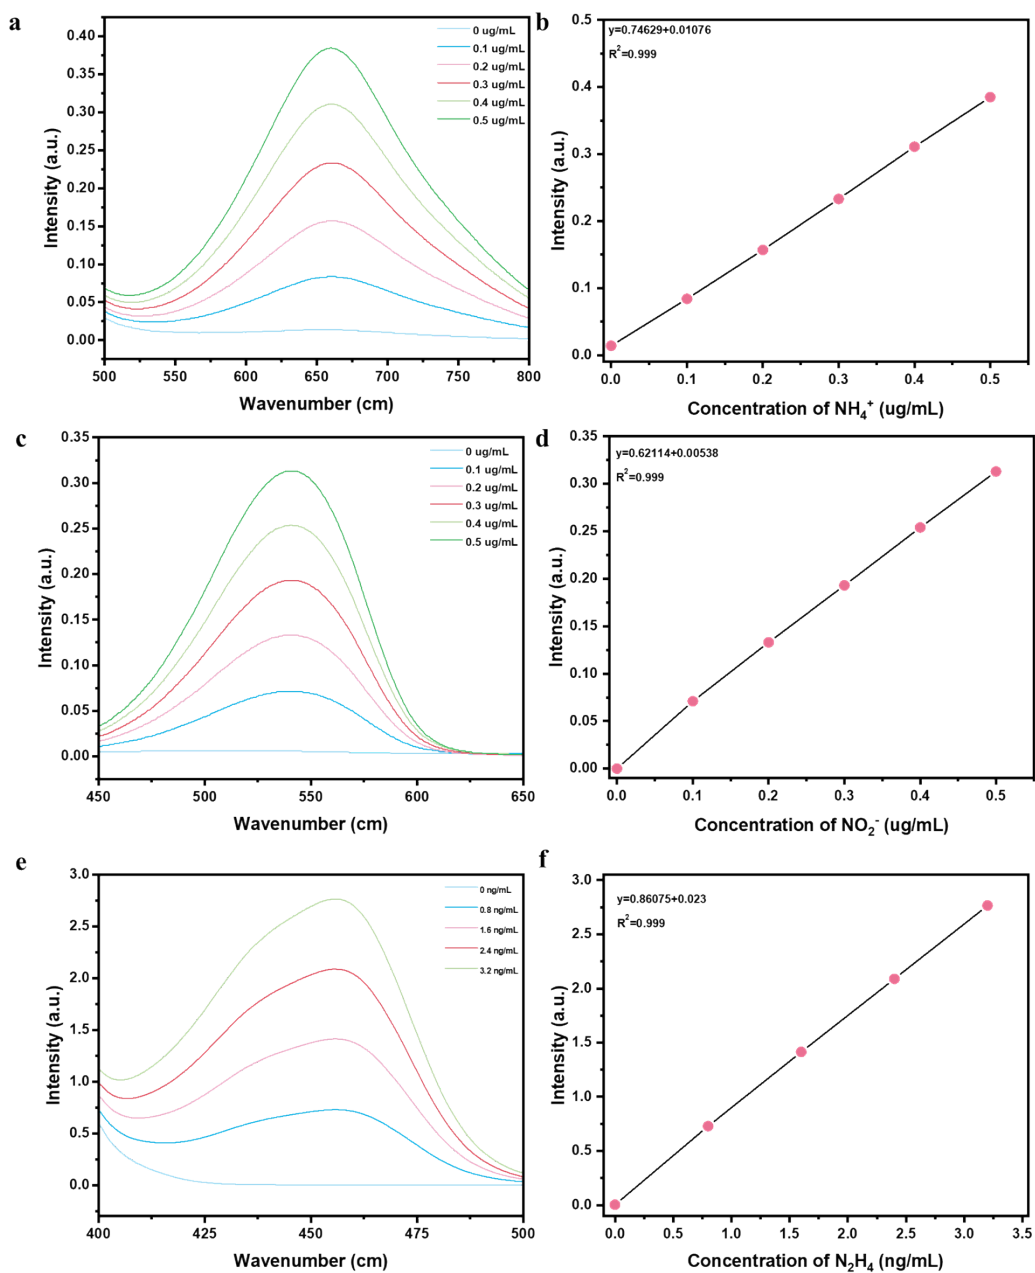 a
0 ug/mL
0.1 ug/mL
0.2 ug/mL
0.3 ug/mL
0.4 ug/mL
0.5 ug/mL
0.40
0.35
0.30
0.25
0.20
0.15
0.10
0.05
0.00
Intensity (a.u.)
500 550 600 650 700 750 800
Wavenumber (cm)
b
y=0.74629+0.01076
R²=0.999
0.5
0.4
0.3
0.2
0.1
0.0
Intensity (a.u.)
0.0 0.1 0.2 0.3 0.4 0.5
Concentration of NH₄⁺ (ug/mL)
c
0 ug/mL
0.1 ug/mL
0.2 ug/mL
0.3 ug/mL
0.4 ug/mL
0.5 ug/mL
0.35
0.30
0.25
0.20
0.15
0.10
0.05
0.00
Intensity (a.u.)
450 500 550 600 650
Wavenumber (cm)
d
y=0.62114+0.00538
R²=0.999
0.35
0.30
0.25
0.20
0.15
0.10
0.05
0.00
Intensity (a.u.)
0.0 0.1 0.2 0.3 0.4 0.5
Concentration of NO₂⁻ (ug/mL)
e
0 ng/mL
0.8 ng/mL
1.6 ng/mL
2.4 ng/mL
3.2 ng/mL
3.0
2.5
2.0
1.5
1.0
0.5
0.0
Intensity (a.u.)
400 425 450 475 500
Wavenumber (cm)
f
y=0.86075+0.023
R²=0.999
3.0
2.5
2.0
1.5
1.0
0.5
0.0
Intensity (a.u.)
0.0 0.5 1.0 1.5 2.0 2.5 3.0 3.5
Concentration of N₂H₄ (ng/mL)